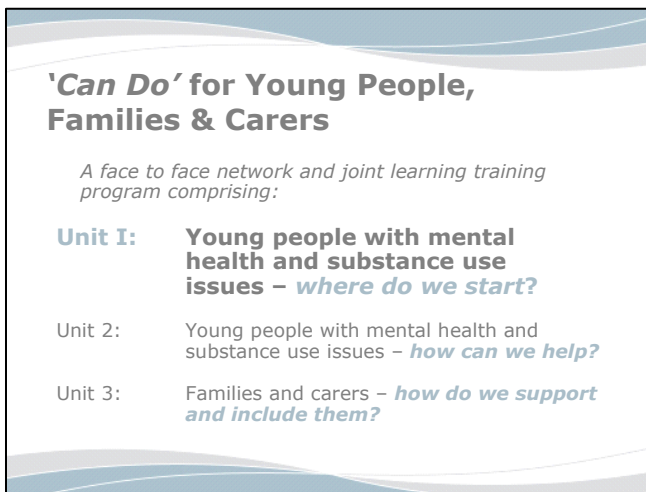 ‘Can Do’ for Young People,
Families & Carers
A face to face network and joint learning training
program comprising:
Unit I: Young people with mental
health and substance use
issues – where do we start?
Unit 2: Young people with mental health and
substance use issues – how can we help?
Unit 3: Families and carers – how do we support
and include them?